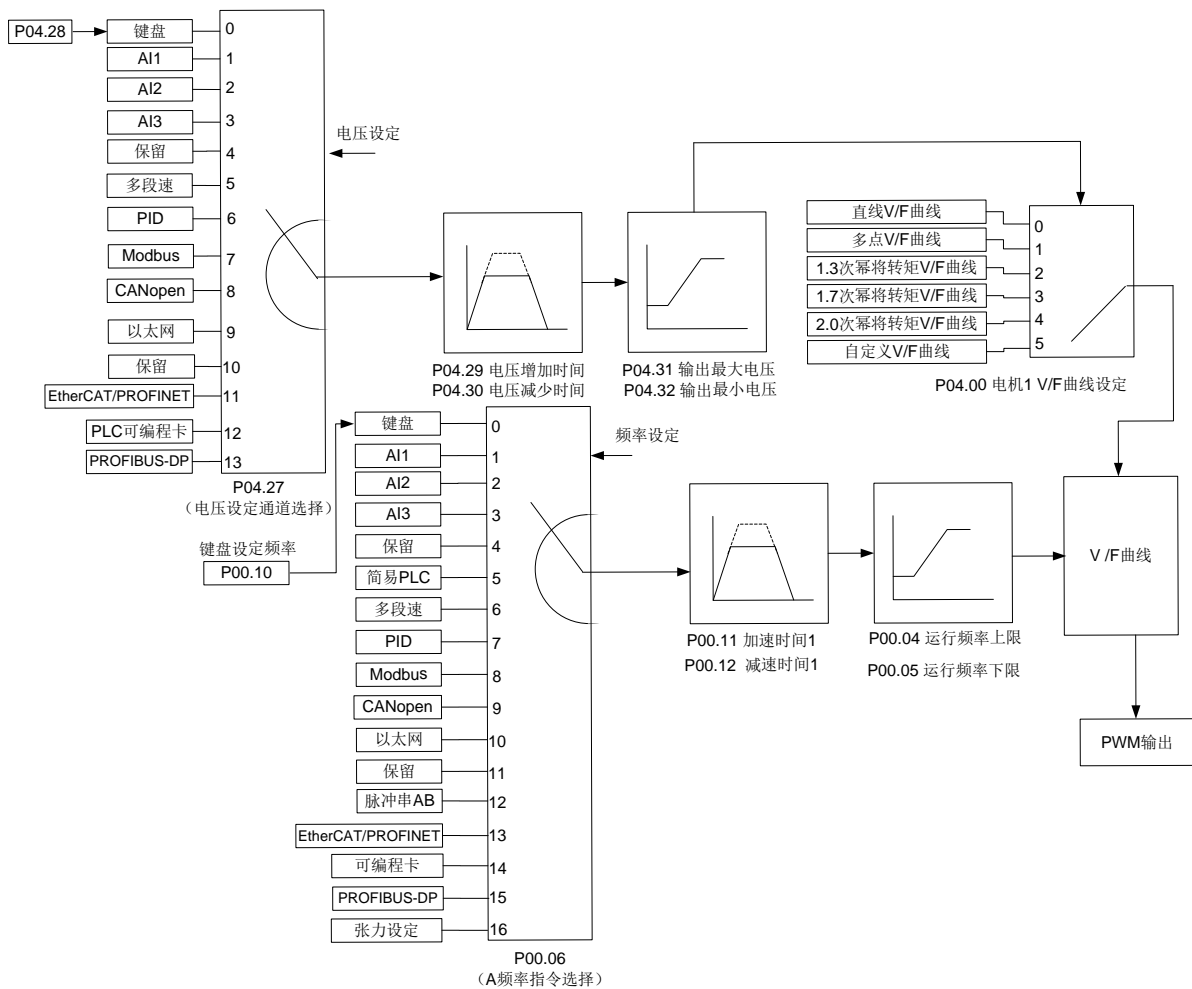 P04.28
键盘
0
AI1
1
AI2
2
AI3
3
保留
4
多段速
5
PID
6
Modbus
7
CANopen
8
以太网
9
保留
10
EtherCAT/PROFINET
11
PLC可编程卡
12
PROFIBUS-DP
13
电压设定
P04.27
（电压设定通道选择）
P04.29 电压增加时间
P04.30 电压减少时间
P04.31 输出最大电压
P04.32 输出最小电压
直线V/F曲线
0
多点V/F曲线
1
1.3次幂将转矩V/F曲线
2
1.7次幂将转矩V/F曲线
3
2.0次幂将转矩V/F曲线
4
自定义V/F曲线
5
P04.00 电机1 V/F曲线设定
键盘设定频率
P00.10
键盘
0
AI1
1
AI2
2
AI3
3
保留
4
简易PLC
5
多段速
6
PID
7
Modbus
8
CANopen
9
以太网
10
保留
11
脉冲串AB
12
EtherCAT/PROFINET
13
可编程卡
14
PROFIBUS-DP
15
张力设定
16
频率设定
P00.06
（A频率指令选择）
P00.11 加速时间1
P00.12 减速时间1
P00.04 运行频率上限
P00.05 运行频率下限
V /F曲线
PWM输出